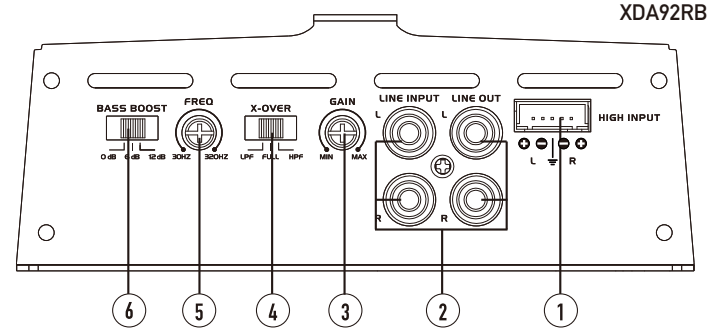 XDA92RB
BASS BOOST
FREQ
X-OVER
GAIN
LINE INPUT
LINE OUT
L
L
HIGH INPUT
0 dB
6 dB
12 dB
30HZ
320HZ
LPF
FULL
HPF
MIN
MAX
L
R
R
R
6
5
4
3
2
1